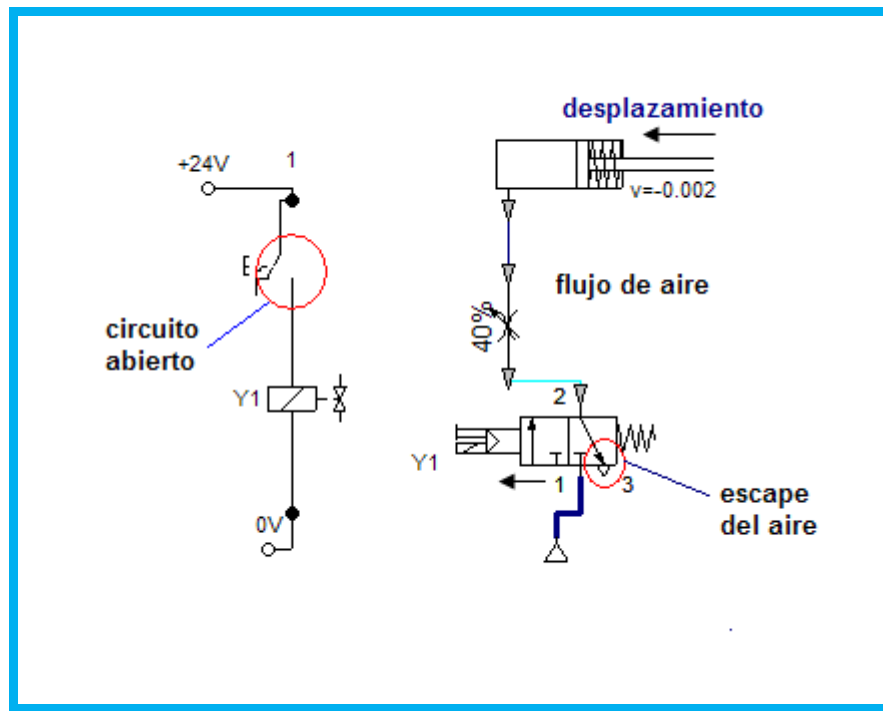 desplazamiento
+24V
1
v=-0.002
E
flujo de aire
40%
circuito
abierto
Y1
2
Y1
1
3
escape
del aire
0V